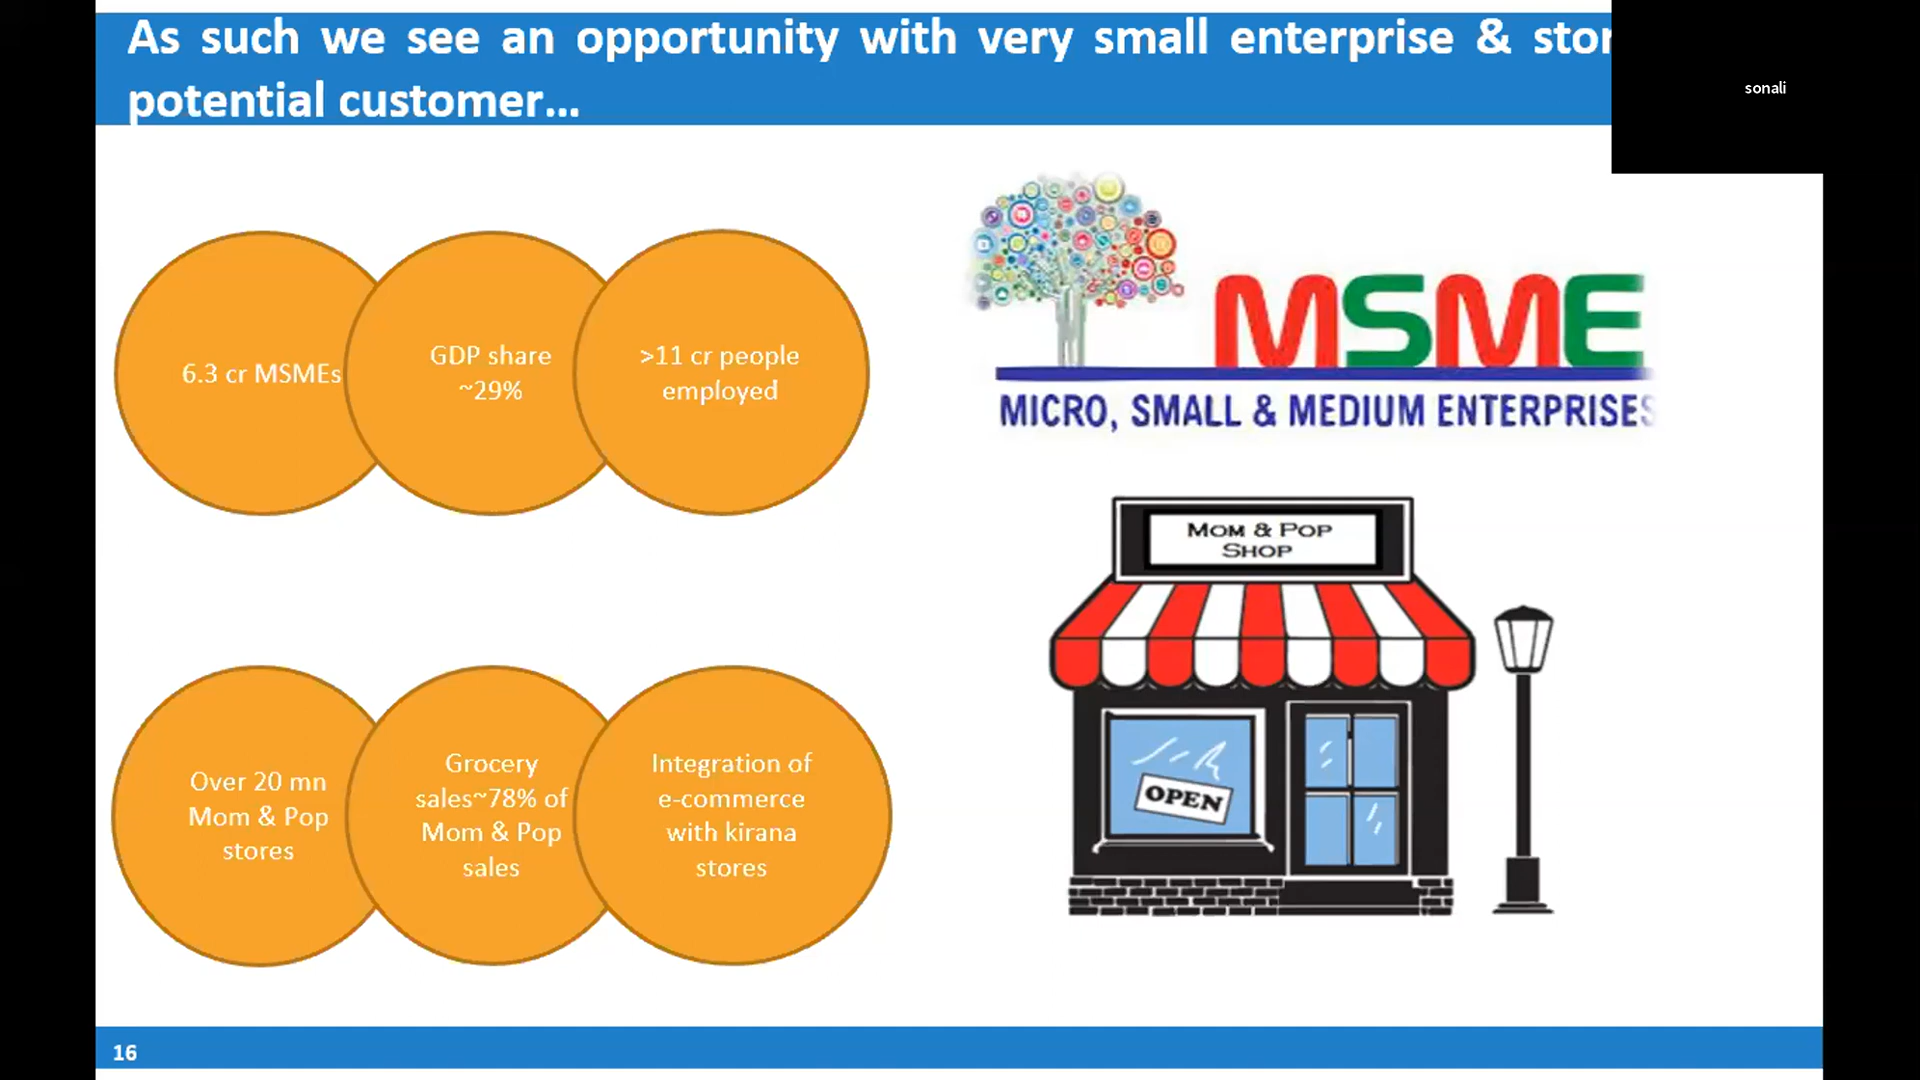 As such we see an opportunity with very small enterprise &
potential customer…
sonali
6.3 cr MSMEs
GDP share
~29%
>11 cr people
employed
MSME
MICRO, SMALL & MEDIUM ENTERPRISES
MOM & POP
SHOP
OPEN
Over 20 mn
Mom & Pop
stores
Grocery
sales~78% of
Mom & Pop
sales
Integration of
e-commerce
with kirana
stores
16